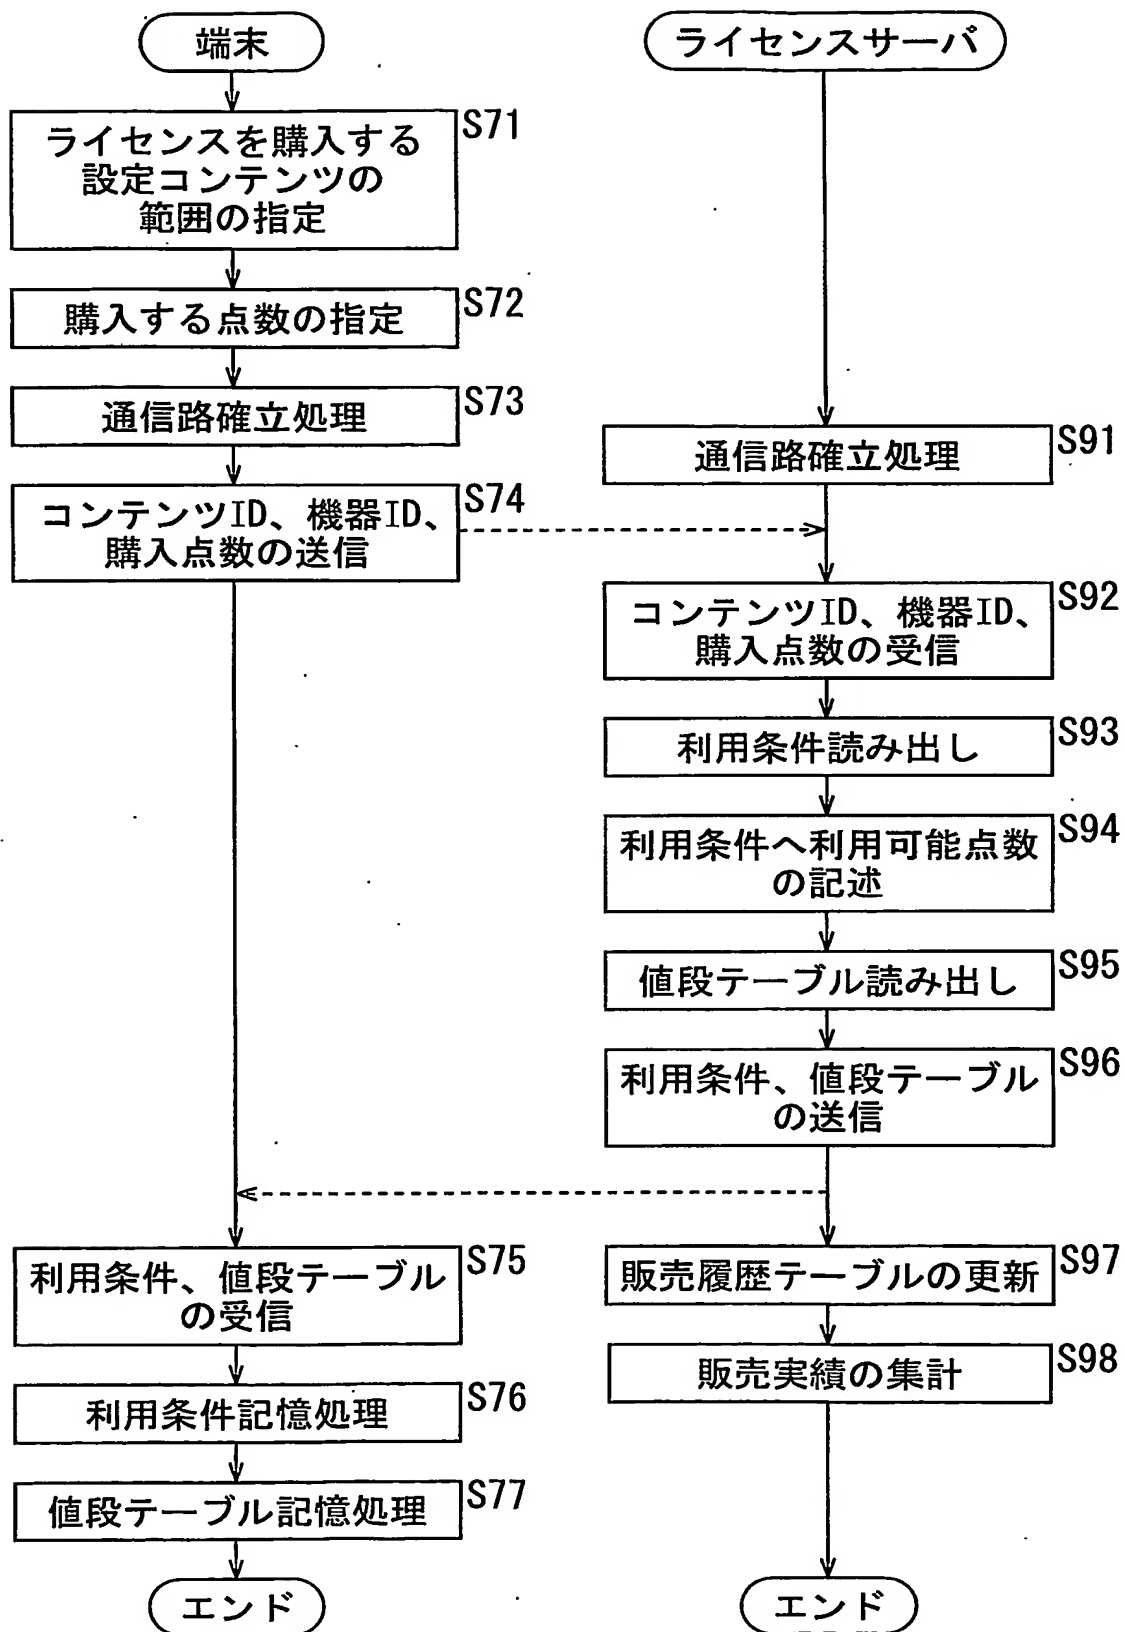 端末
S71
ライセンスを購入する
設定コンテンツの
範囲の指定
S72
購入する点数の指定
S73
通信路確立処理
S74
コンテンツID、機器ID、
購入点数の送信
S75
利用条件、値段テーブル
の受信
S76
利用条件記憶処理
S77
値段テーブル記憶処理
エンド
ライセンスサーバ
S91
通信路確立処理
S92
コンテンツID、機器ID、
購入点数の受信
S93
利用条件読み出し
S94
利用条件へ利用可能点数
の記述
S95
値段テーブル読み出し
S96
利用条件、値段テーブル
の送信
S97
販売履歴テーブルの更新
S98
販売実績の集計
エンド